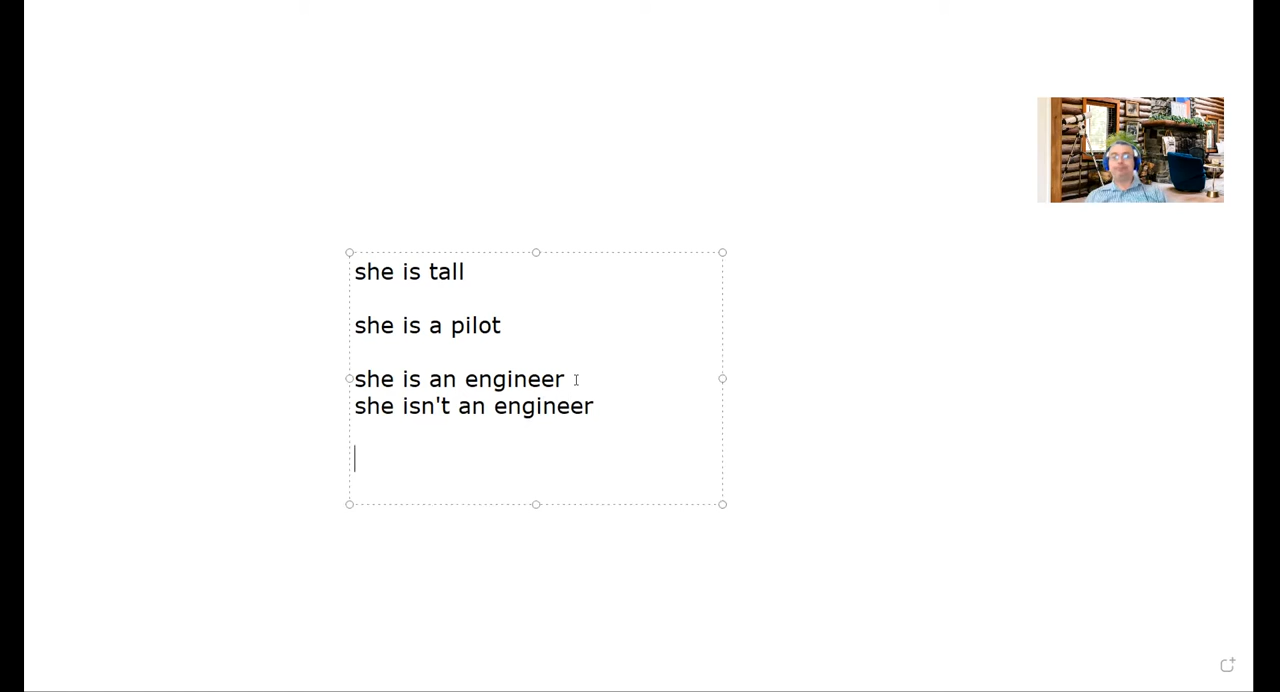 she is tall
she is a pilot
she is an engineer
she isn't an engineer